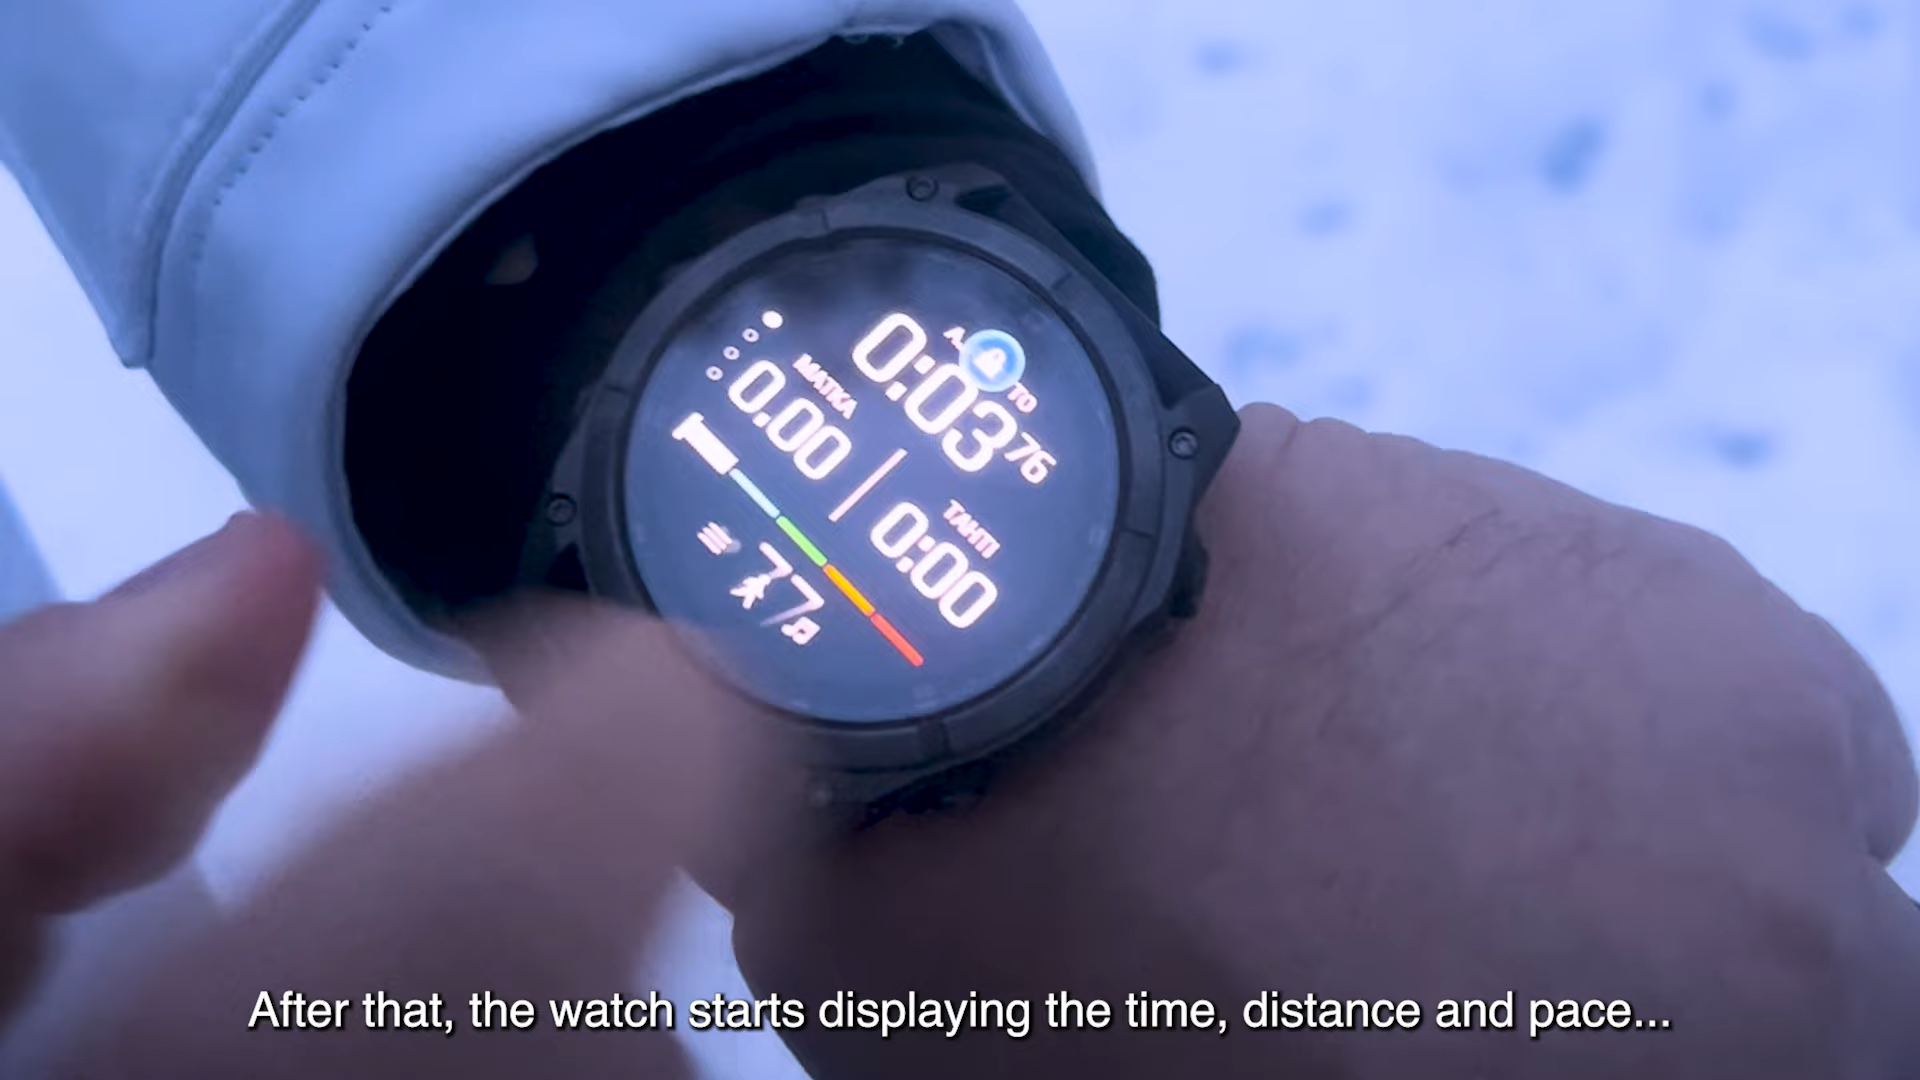 0:03 76
MATKA
0.00
TAHTI
0:00
77
After that, the watch starts displaying the time, distance and pace...